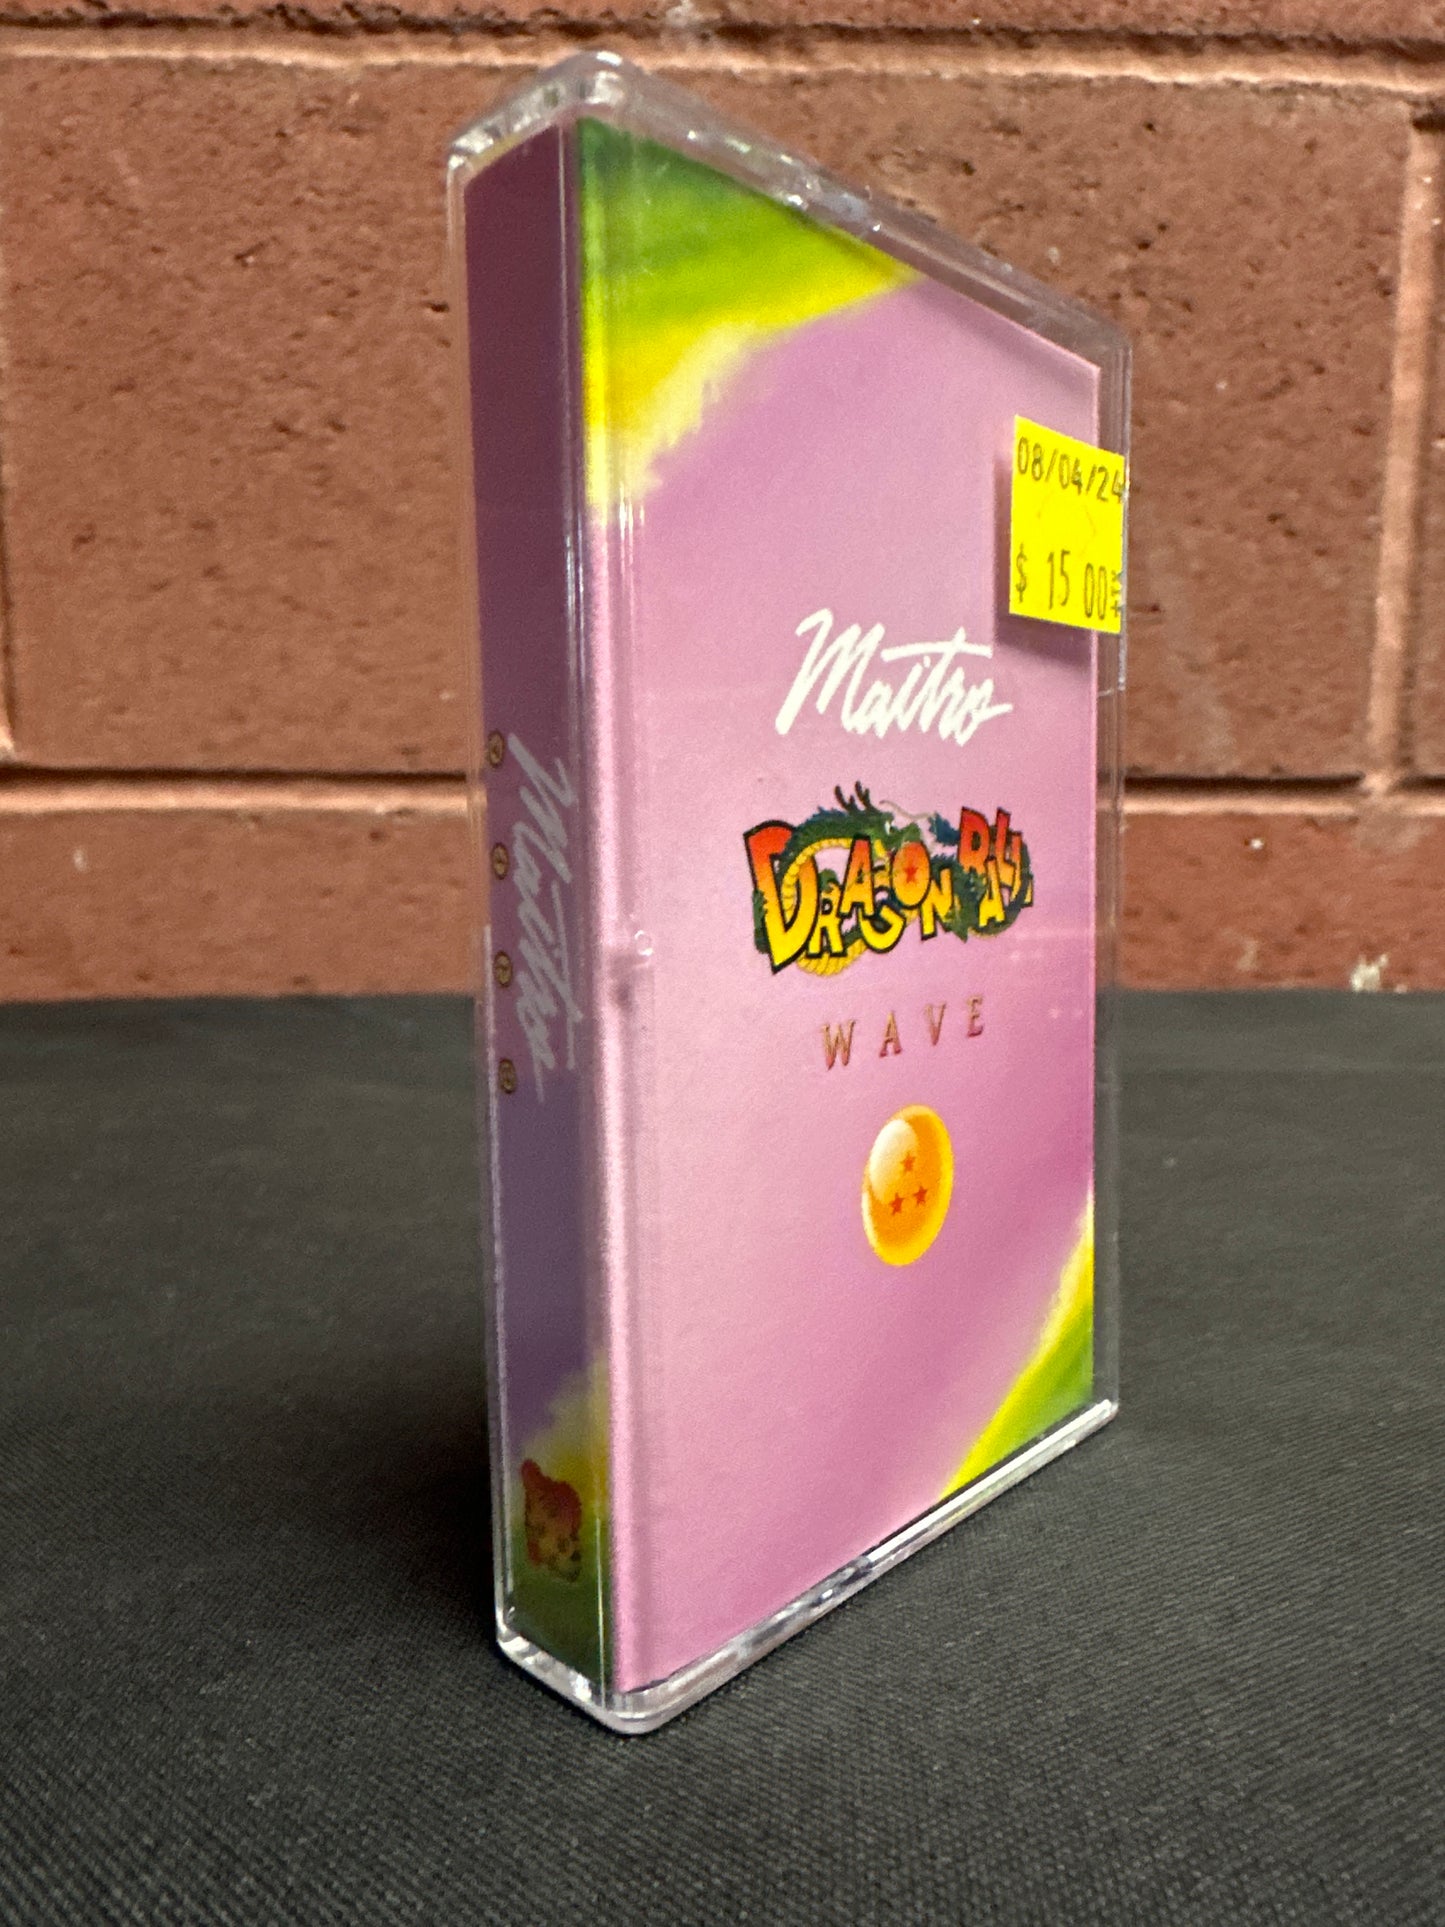 08/04/24
$ 15.00
Maitro
DRAGON BALL
WAVE
Maitro